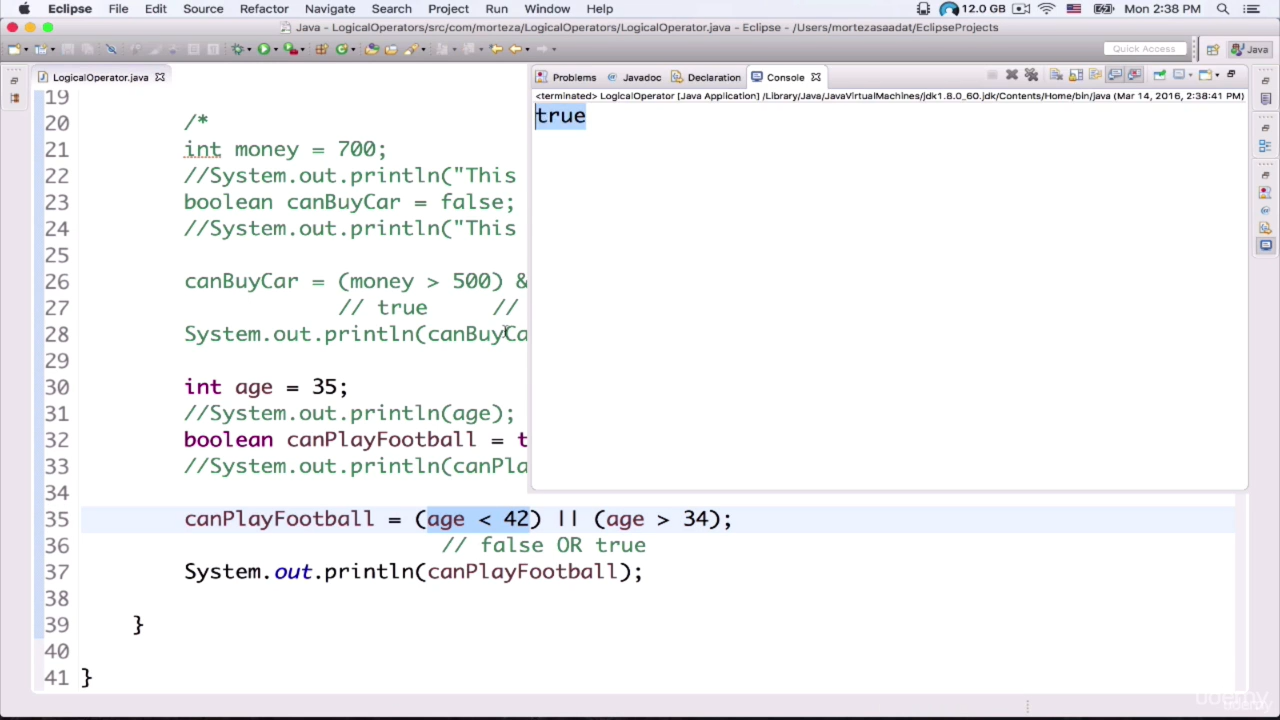 Eclipse File Edit Source Refactor Navigate Search Project Run Window Help 12.0 GB Mon 2:38 PM
Java - LogicalOperators/src/com/morteza/LogicalOperators/LogicalOperator.java - Eclipse - /Users/mortezasaadat/EclipseProjects
Quick Access Java
LogicalOperator.java
Problems Javadoc Declaration Console
<terminated> LogicalOperator [Java Application] /Library/Java/JavaVirtualMachines/jdk1.8.0_60.jdk/Contents/Home/bin/java (Mar 14, 2016, 2:38:41 PM)
true
19
20 /*
21 int money = 700;
22 //System.out.println("This
23 boolean canBuyCar = false;
24 //System.out.println("This
25
26 canBuyCar = (money > 500) &
27 // true //
28 System.out.println(canBuyCa
29
30 int age = 35;
31 //System.out.println(age);
32 boolean canPlayFootball = t
33 //System.out.println(canPla
34
35 canPlayFootball = (age < 42) || (age > 34);
36 // false OR true
37 System.out.println(canPlayFootball);
38
39 }
40
41 }
udemy